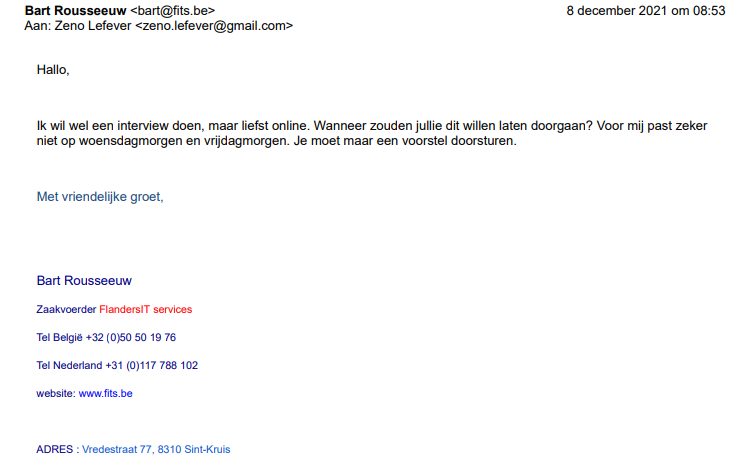 Bart Rousseeuw <bart@fits.be> 8 december 2021 om 08:53
Aan: Zeno Lefever <zeno.lefever@gmail.com>
Hallo,
Ik wil wel een interview doen, maar liefst online. Wanneer zouden jullie dit willen laten doorgaan? Voor mij past zeker
niet op woensdagmorgen en vrijdagmorgen. Je moet maar een voorstel doorsturen.
Met vriendelijke groet,
Bart Rousseeuw
Zaakvoerder FlandersIT services
Tel België +32 (0)50 50 19 76
Tel Nederland +31 (0)117 788 102
website: www.fits.be
ADRES : Vredestraat 77, 8310 Sint-Kruis